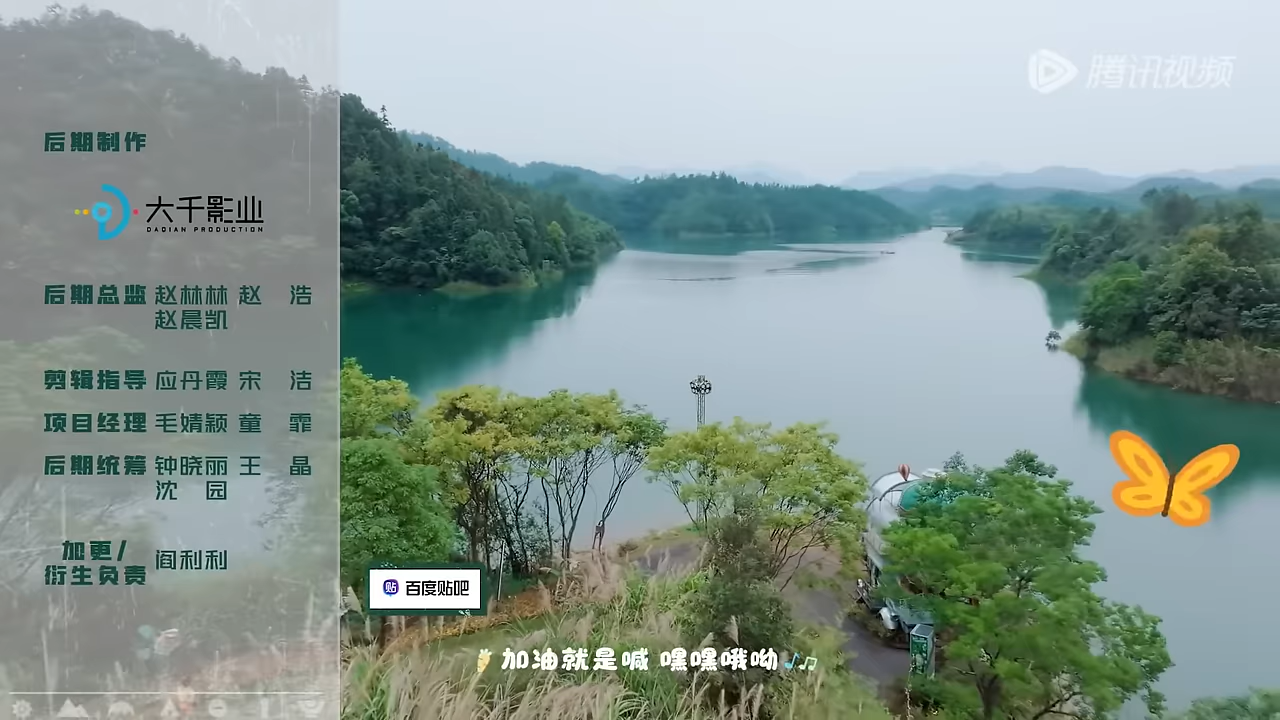 腾讯视频
后期制作
大千影业
DAQIAN PRODUCTION
后期总监 赵林林 赵 浩
赵晨凯
剪辑指导 应丹霞 宋 洁
项目经理 毛婧颖 童 霏
后期统筹 钟晓丽 王 晶
沈 园
加更/
衍生负责 阎利利
贴 百度贴吧
加油就是喊 嘿嘿哦呦